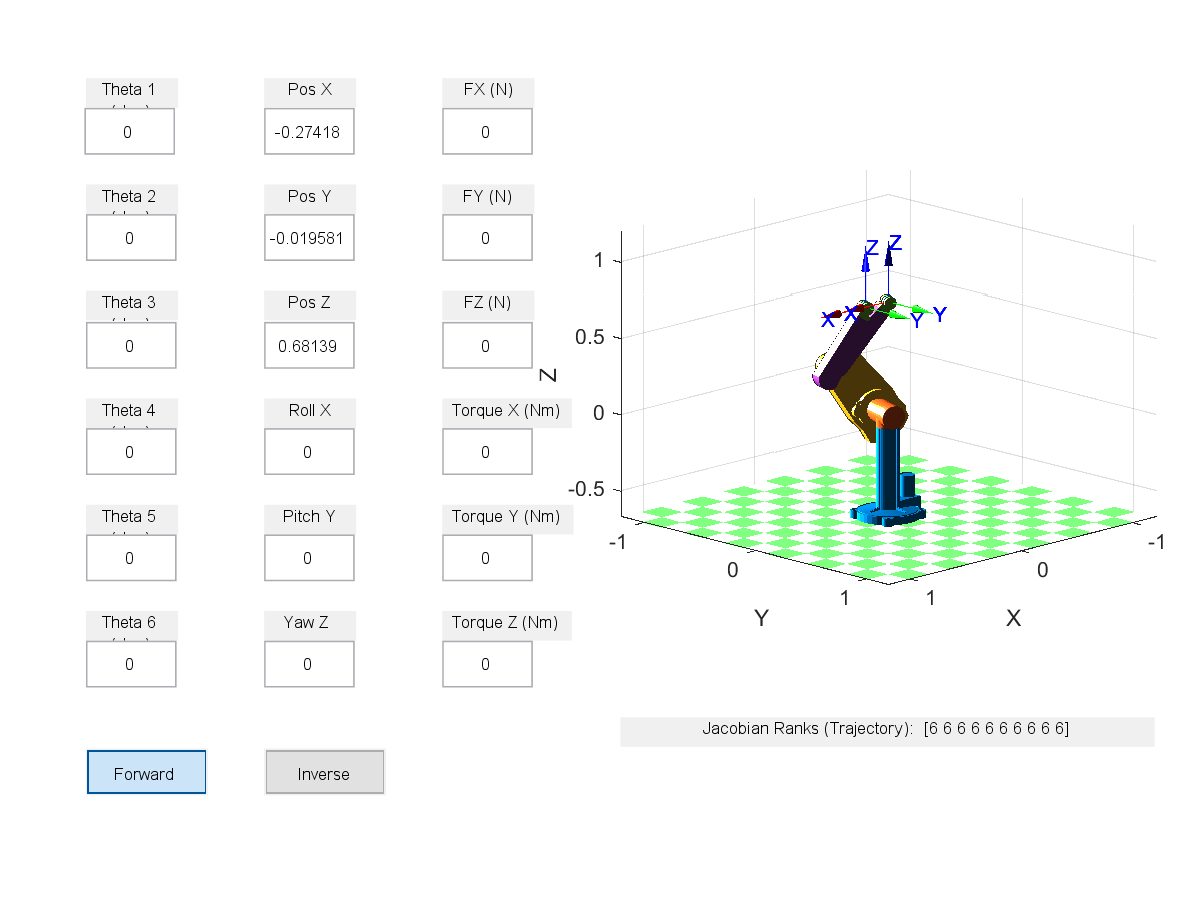 Theta 1
0
Pos X
-0.27418
FX (N)
0
Theta 2
0
Pos Y
-0.019581
FY (N)
0
Theta 3
0
Pos Z
0.68139
FZ (N)
0
Theta 4
0
Roll X
0
Torque X (Nm)
0
Theta 5
0
Pitch Y
0
Torque Y (Nm)
0
Theta 6
0
Yaw Z
0
Torque Z (Nm)
0
Forward
Inverse
Z
1
0.5
0
-0.5
Z
Z
X
X
Y
Y
-1
0
1
Y
1
0
-1
X
Jacobian Ranks (Trajectory): [6 6 6 6 6 6 6 6 6 6]